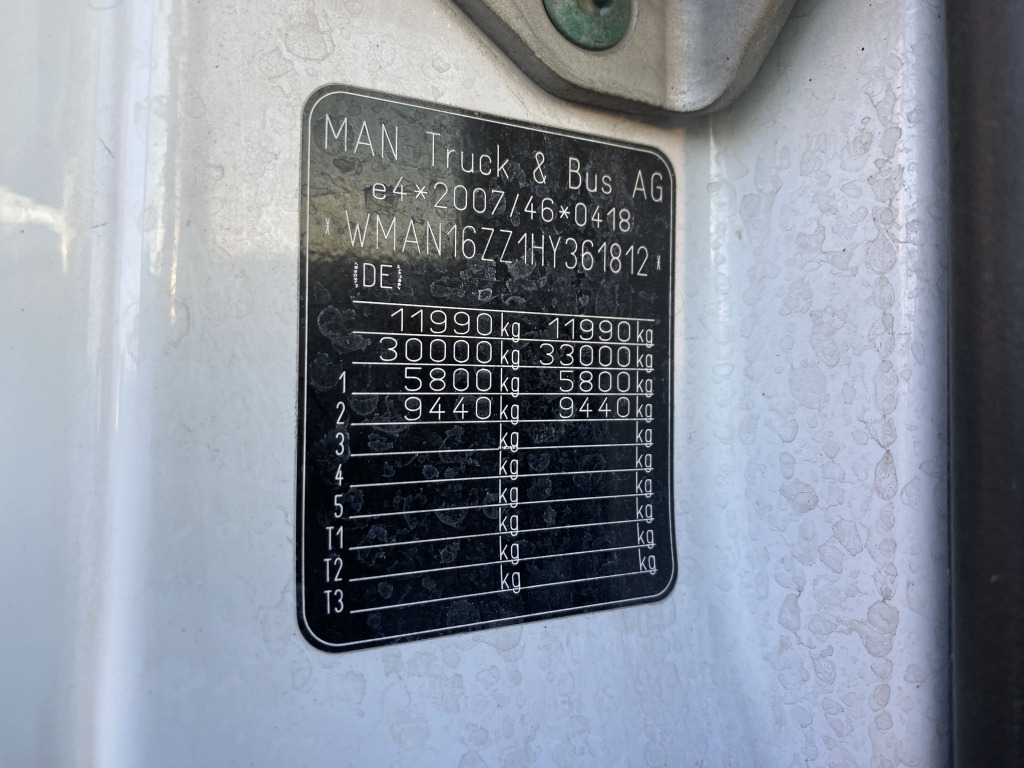 MAN Truck & Bus AG
e4*2007/46*0418
* WMAN16ZZ1HY361812 *
(DE)
11990 kg 11990 kg
30000 kg 33000 kg
1 5800 kg 5800 kg
2 9440 kg 9440 kg
3 kg kg
4 kg kg
5 kg kg
T1 kg kg
T2 kg kg
T3 kg kg